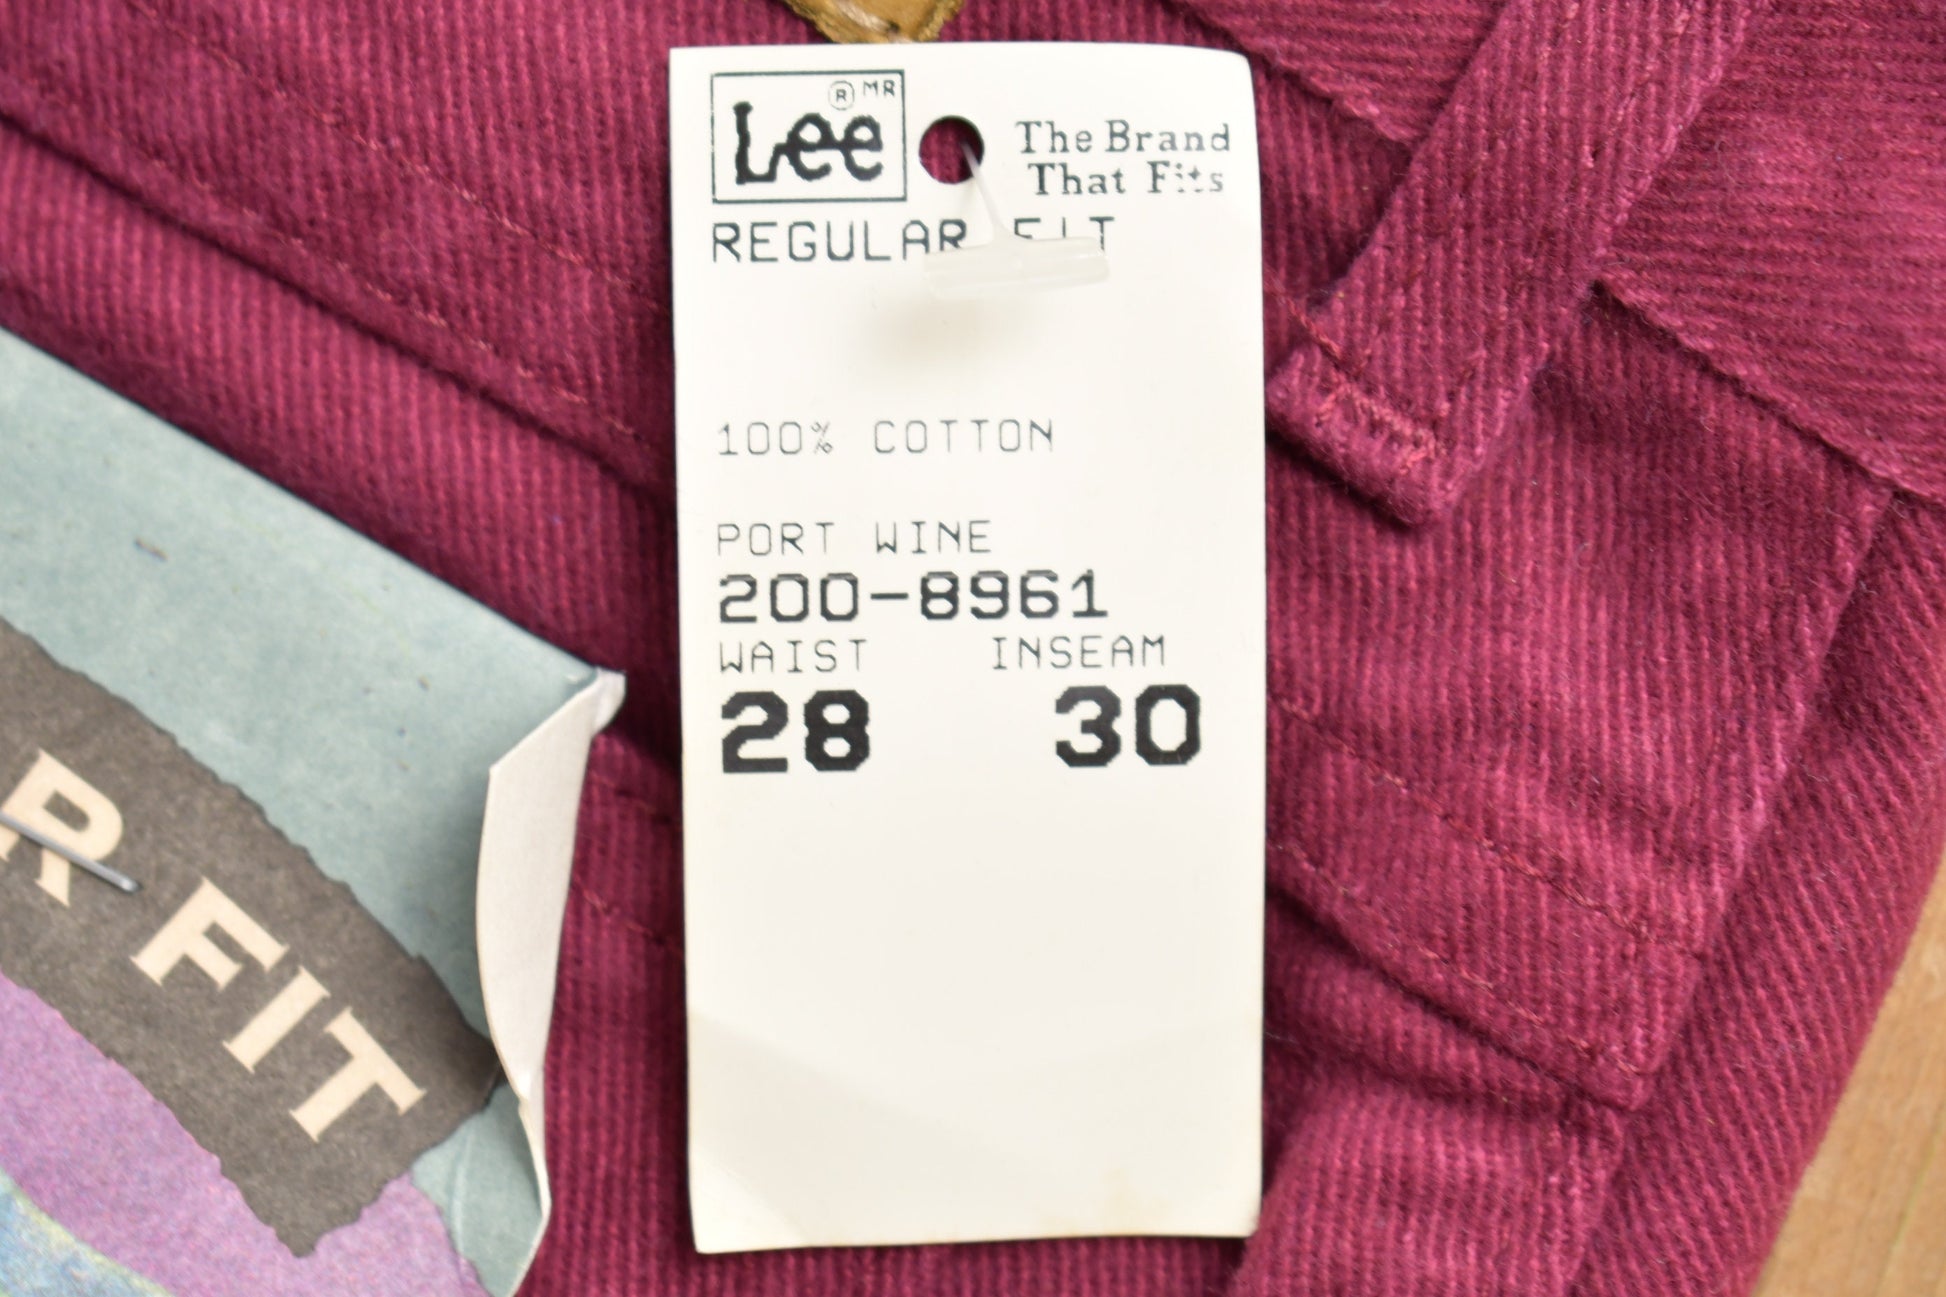 Lee ® MR
The Brand
That Fits
REGULAR FIT
100% COTTON
PORT WINE
200-8961
WAIST INSEAM
28 30
R FIT